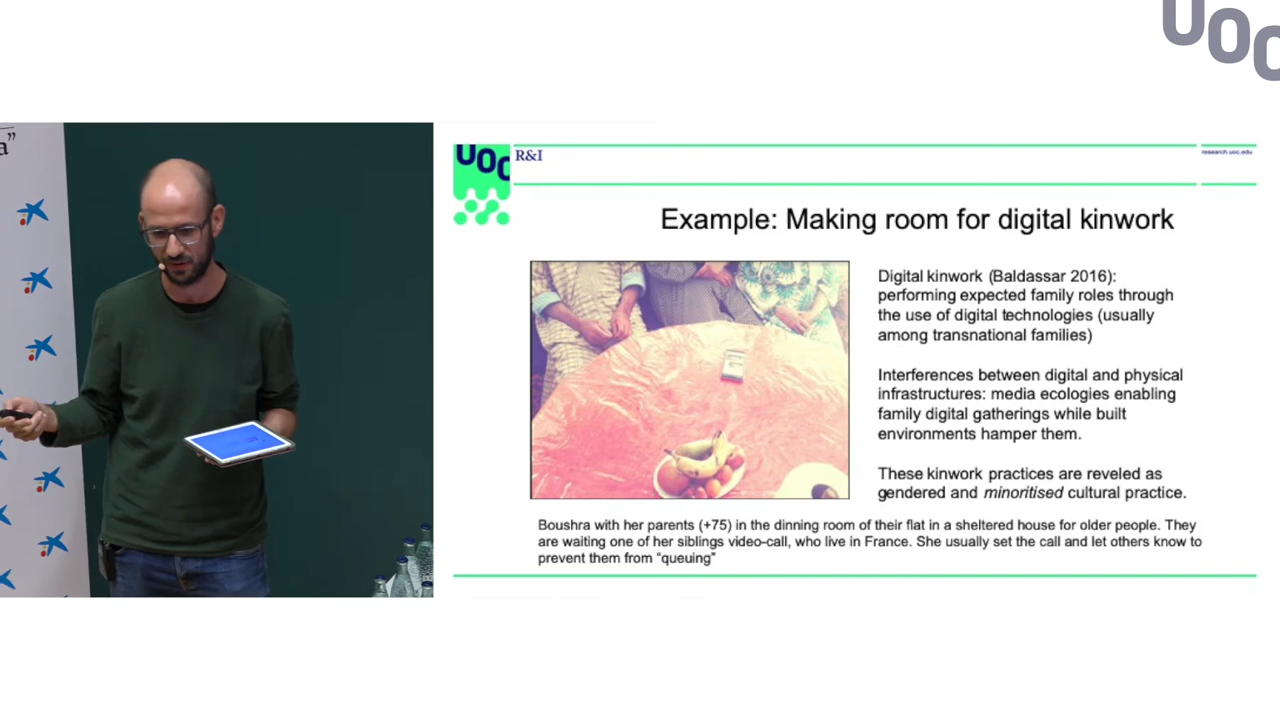 UOC
a”
UOC
R&I
research.uoc.edu
Example: Making room for digital kinwork
Digital kinwork (Baldassar 2016):
performing expected family roles through
the use of digital technologies (usually
among transnational families)
Interferences between digital and physical
infrastructures: media ecologies enabling
family digital gatherings while built
environments hamper them.
These kinwork practices are reveled as
gendered and minoritised cultural practice.
Boushra with her parents (+75) in the dinning room of their flat in a sheltered house for older people. They
are waiting one of her siblings video-call, who live in France. She usually set the call and let others know to
prevent them from “queuing”